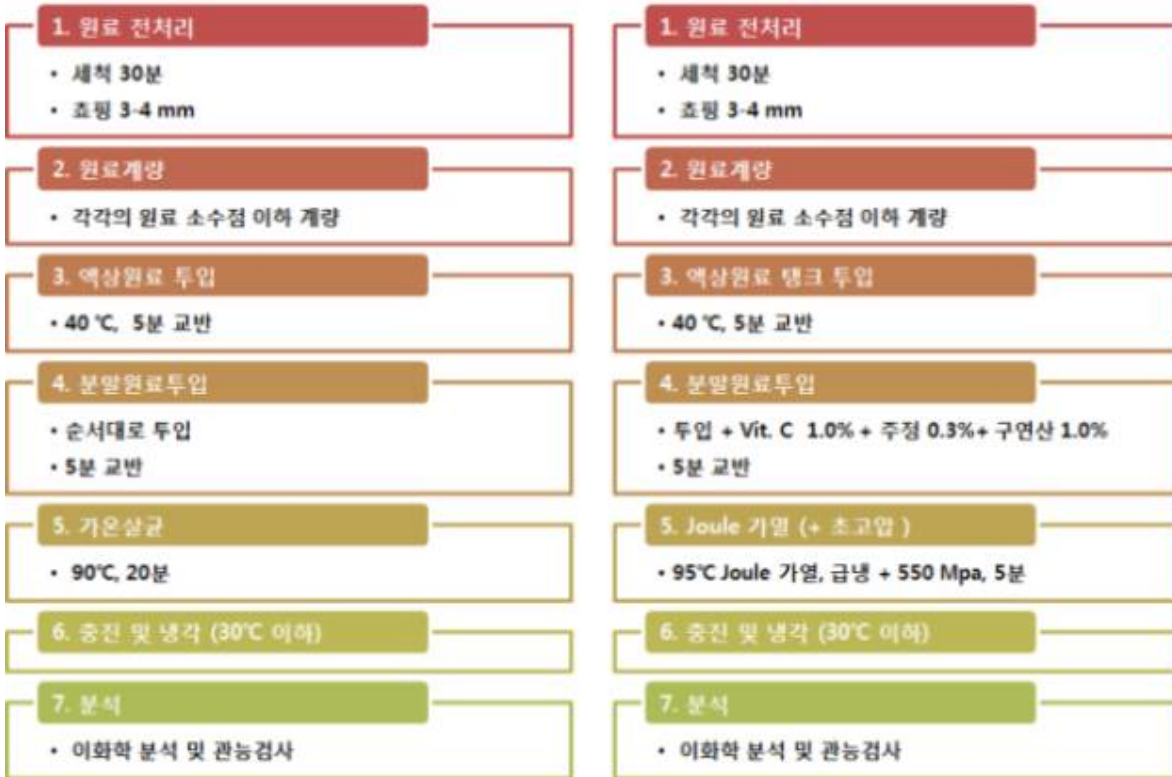 1. 원료 전처리
• 세척 30분
• 쵸핑 3-4 mm
2. 원료계량
• 각각의 원료 소수점 이하 계량
3. 액상원료 투입
• 40 ℃, 5분 교반
4. 분말원료투입
• 순서대로 투입
• 5분 교반
5. 가온살균
• 90℃, 20분
6. 충진 및 냉각 (30℃ 이하)
7. 분석
• 이화학 분석 및 관능검사
1. 원료 전처리
• 세척 30분
• 쵸핑 3-4 mm
2. 원료계량
• 각각의 원료 소수점 이하 계량
3. 액상원료 탱크 투입
• 40 ℃, 5분 교반
4. 분말원료투입
• 투입 + Vit. C 1.0% + 주정 0.3%+ 구연산 1.0%
• 5분 교반
5. Joule 가열 (+ 초고압 )
• 95℃ Joule 가열, 급냉 + 550 Mpa, 5분
6. 충진 및 냉각 (30℃ 이하)
7. 분석
• 이화학 분석 및 관능검사